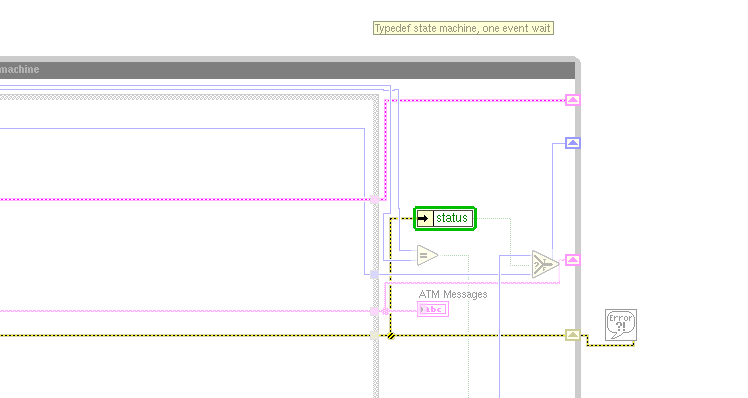 Typedef state machine, one event wait
machine
status
=
?
ATM Messages
abc
Error
?!